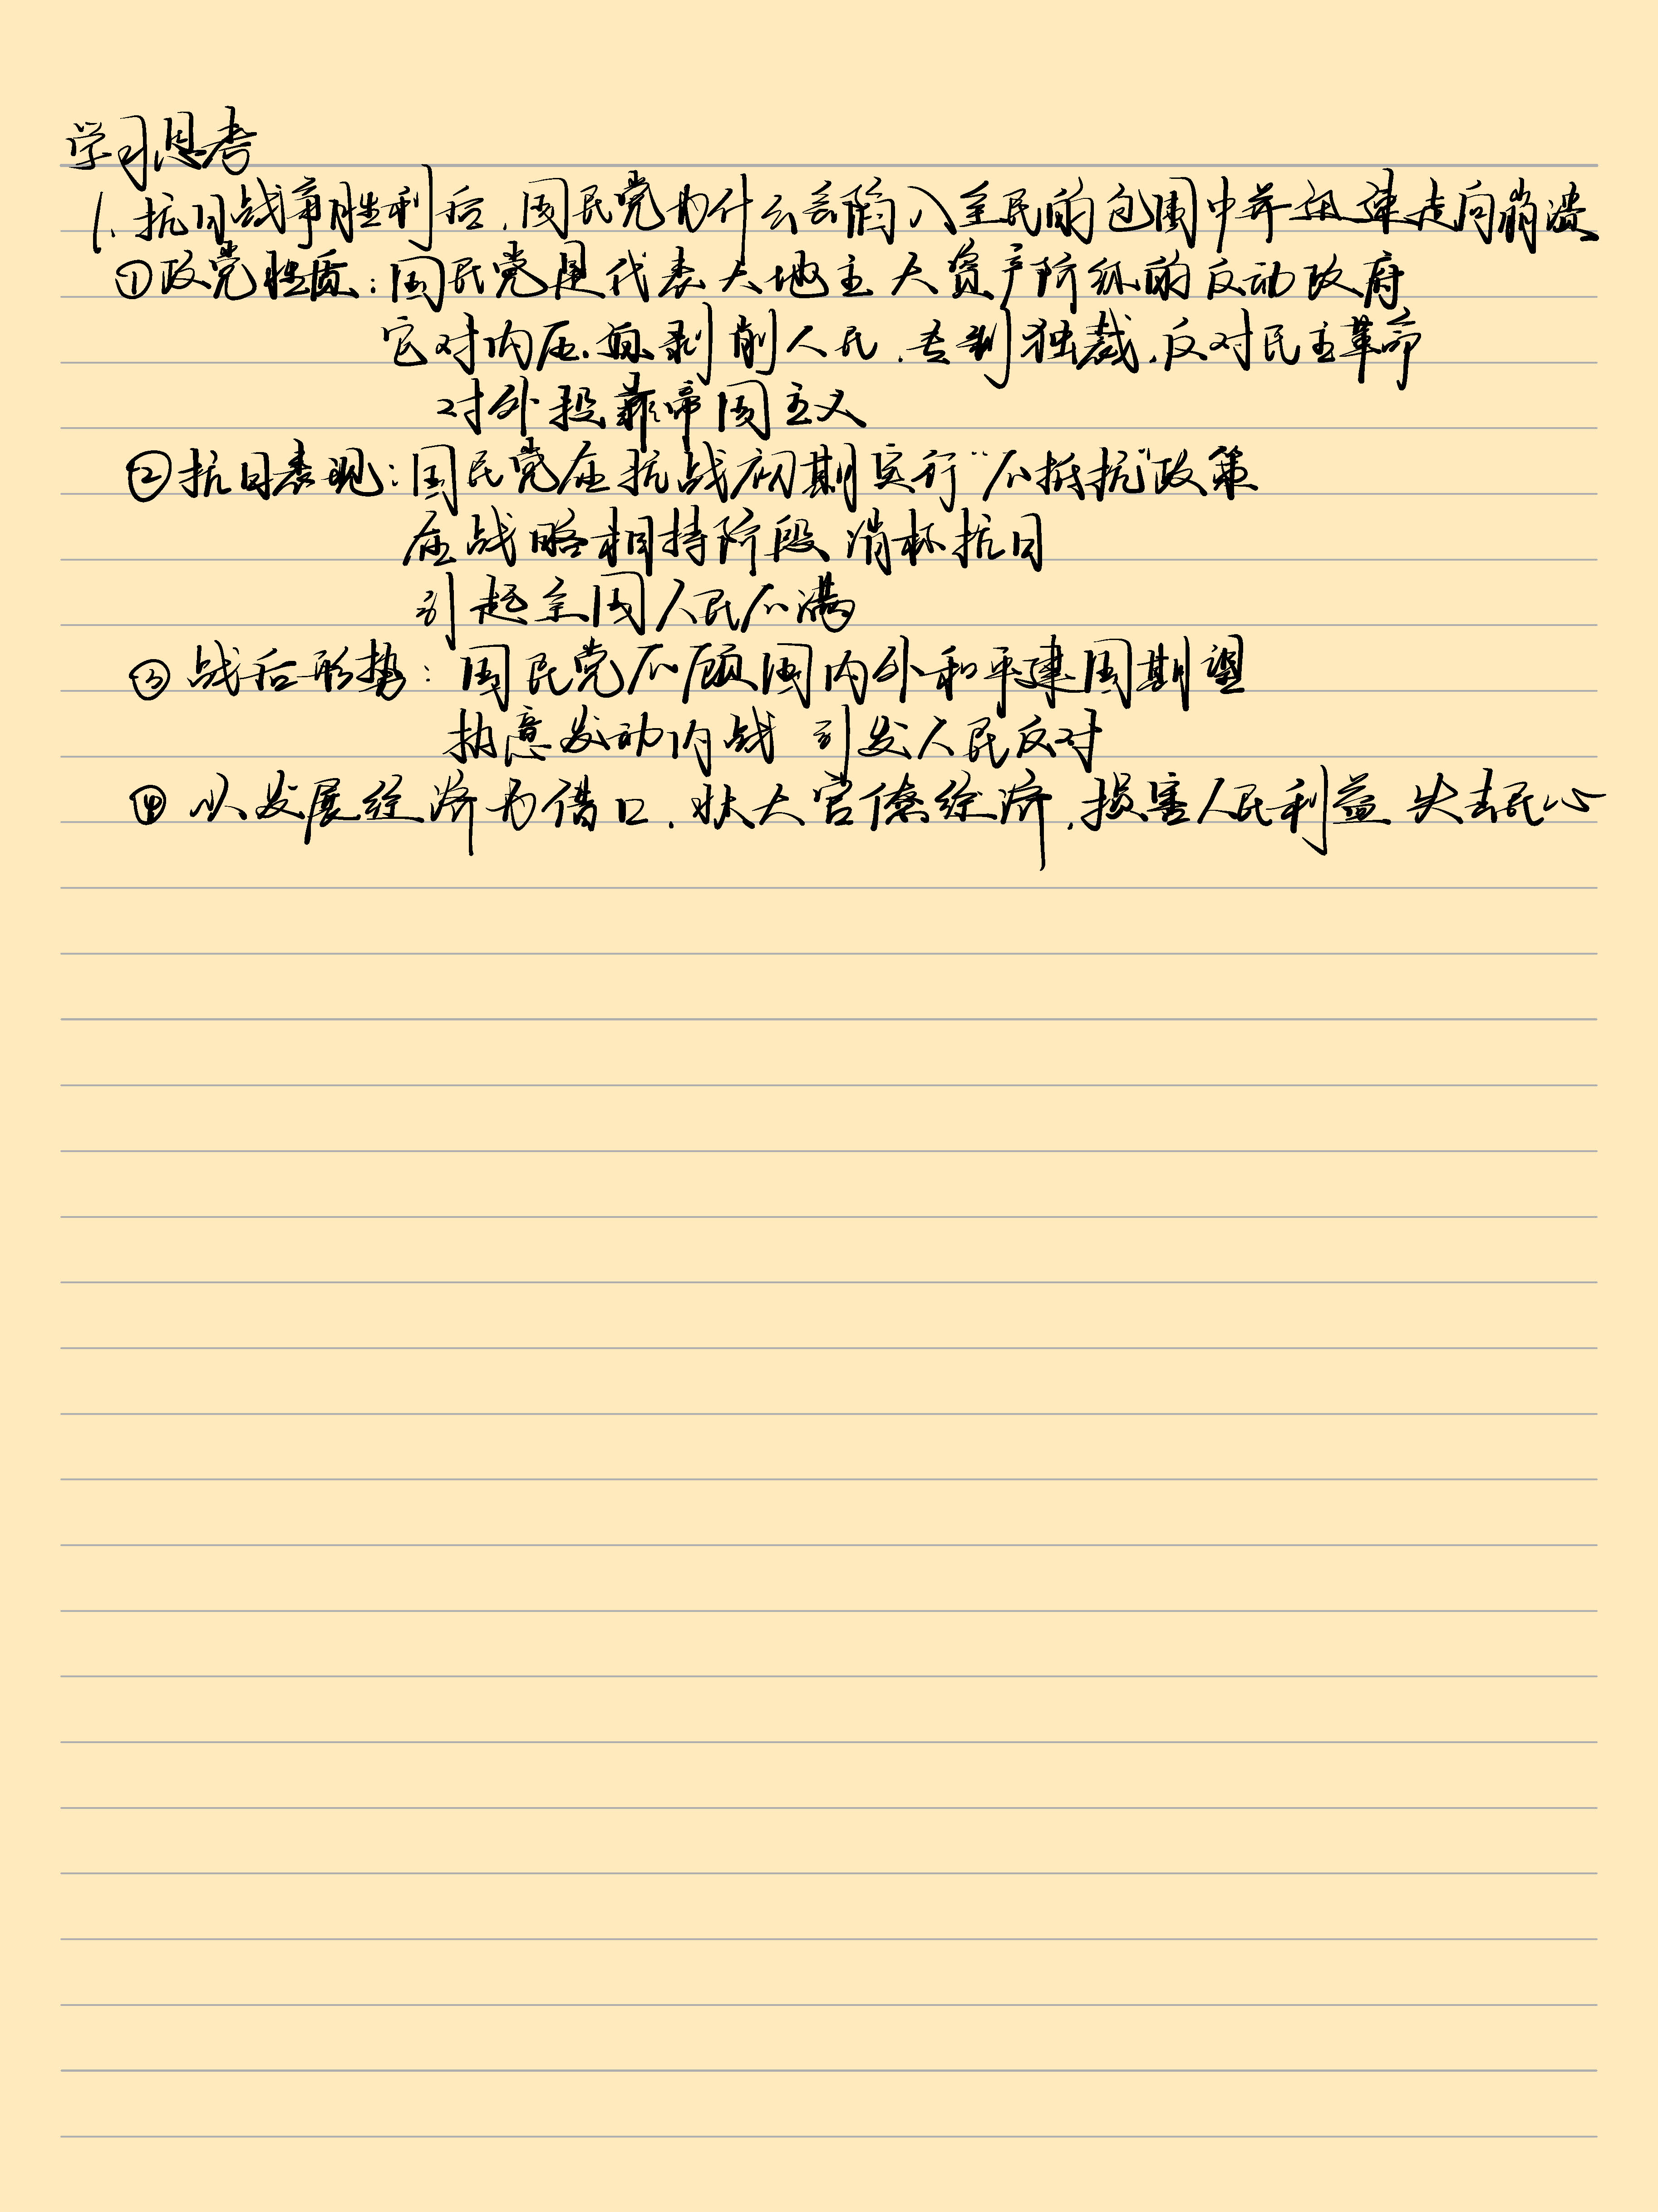 学习思考
1、抗日战争胜利后,国民党为什么会陷入全民的包围中并迅速走向崩溃
①政党性质:国民党是代表大地主大资产阶级的反动政府
它对内压迫剥削人民,专制独裁,反对民主革命
对外投靠帝国主义
②抗日表现:国民党在抗战初期实行“不抵抗”政策
在战略相持阶段 消极抗日
引起全国人民不满
③战后形势:国民党不顾国内外和平建国期望
执意发动内战 引发人民反对
④以发展经济为借口,扶大官僚经济,损害人民利益 失去民心